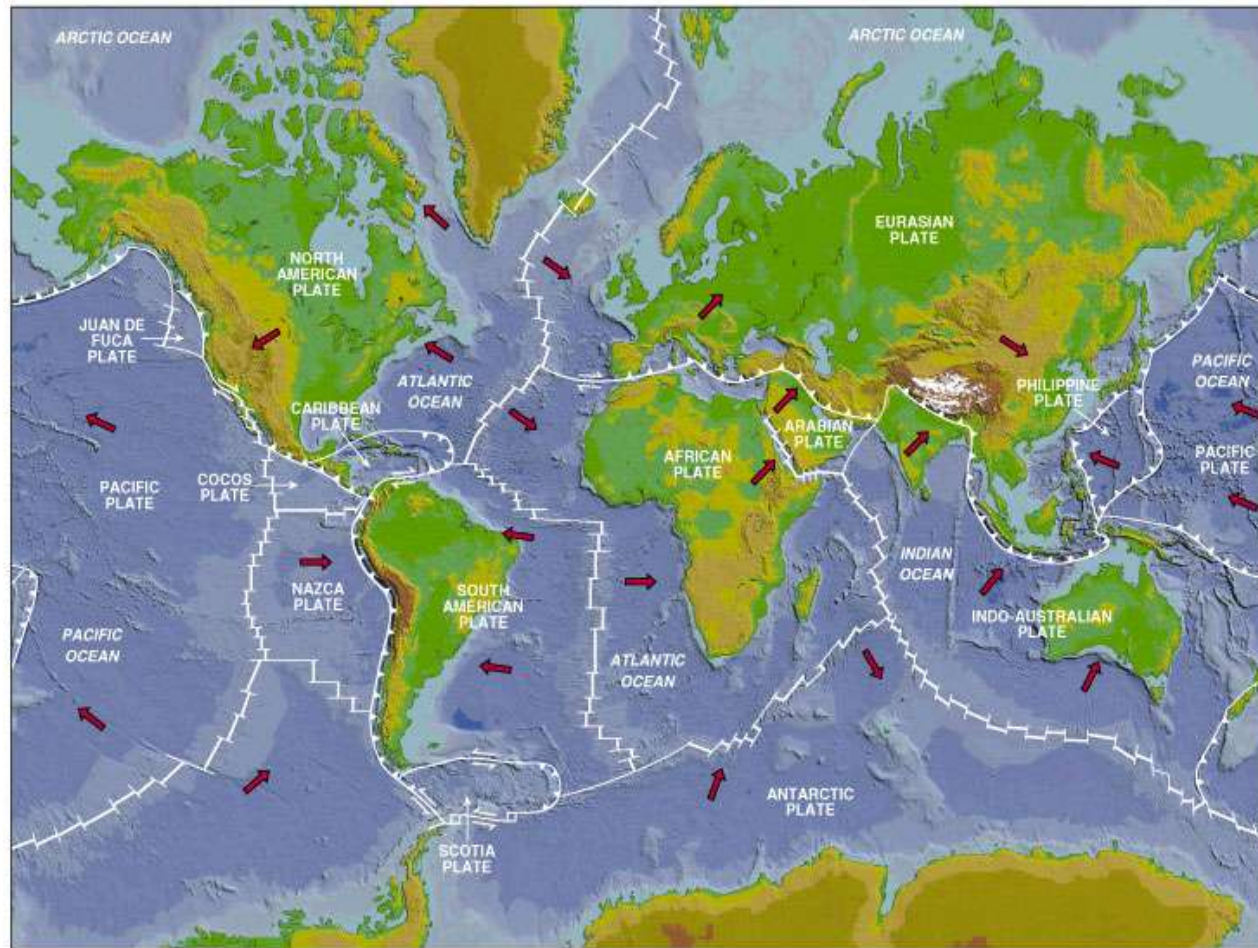 ARCTIC OCEAN
ARCTIC OCEAN
EURASIAN
PLATE
NORTH
AMERICAN
PLATE
JUAN DE
FUCA
PLATE
ATLANTIC
OCEAN
CARIBBEAN
PLATE
PHILIPPINE
PLATE
PACIFIC
OCEAN
ARABIAN
PLATE
AFRICAN
PLATE
PACIFIC
PLATE
COCOS
PLATE
PACIFIC
PLATE
INDIAN
OCEAN
NAZCA
PLATE
SOUTH
AMERICAN
PLATE
INDO-AUSTRALIAN
PLATE
PACIFIC
OCEAN
ATLANTIC
OCEAN
ANTARCTIC
PLATE
SCOTIA
PLATE